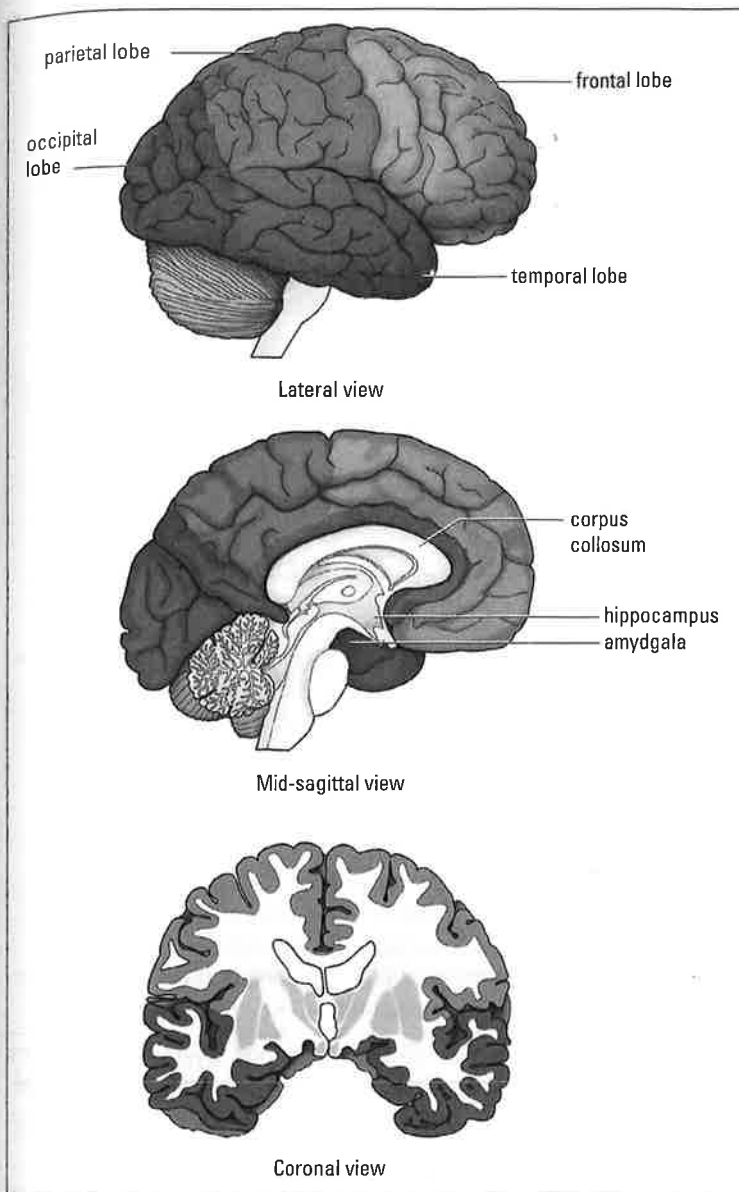 parietal lobe
frontal lobe
occipital
lobe
temporal lobe
Lateral view
corpus
collosum
hippocampus
amydgala
Mid-sagittal view
Coronal view